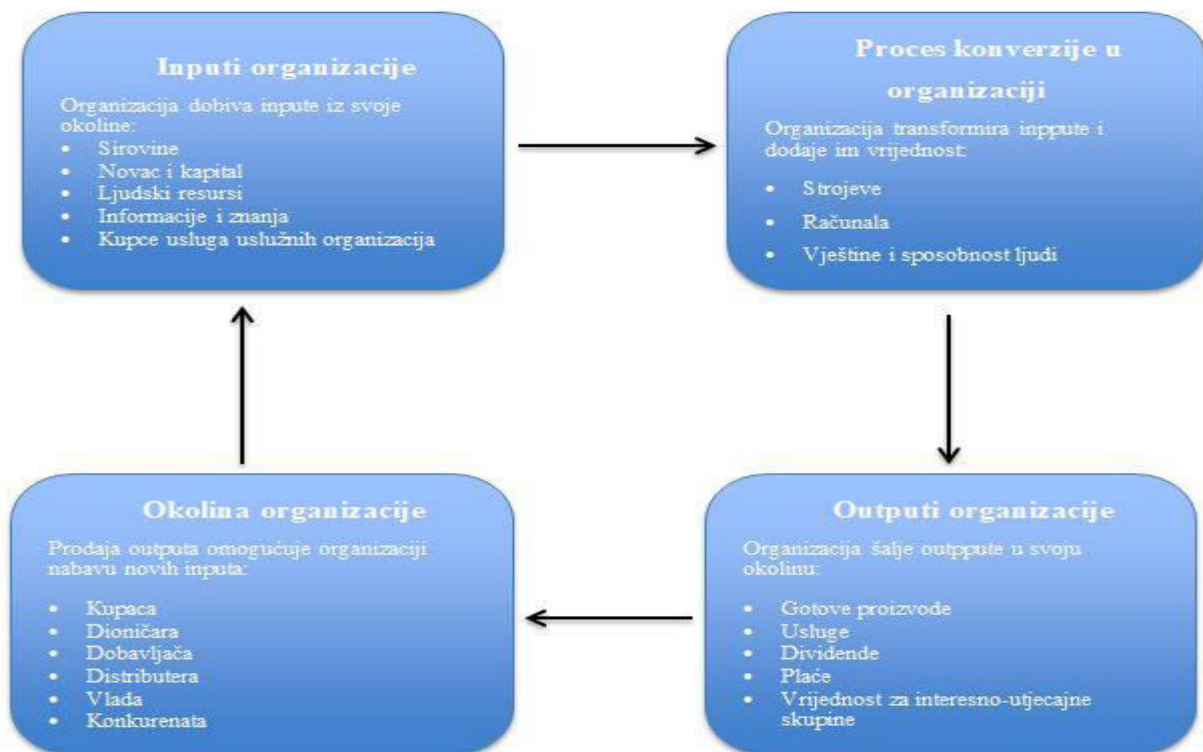 Inputi organizacije
Organizacija dobiva inpute iz svoje
okoline:
• Sirovine
• Novac i kapital
• Ljudski resursi
• Informacije i znanja
• Kupce usluga uslužnih organizacija
Proces konverzije u
organizaciji
Organizacija transformira inppute i
dodaje im vrijednost:
• Strojeve
• Računala
• Vještine i sposobnost ljudi
Okolina organizacije
Prodaja outputa omogućuje organizaciji
nabavu novih inputa:
• Kupaca
• Dioničara
• Dobavljača
• Distributera
• Vlada
• Konkurenata
Outputi organizacije
Organizacija šalje outppute u svoju
okolinu:
• Gotove proizvode
• Usluge
• Dividende
• Plaće
• Vrijednost za interesno-utjecajne
skupine